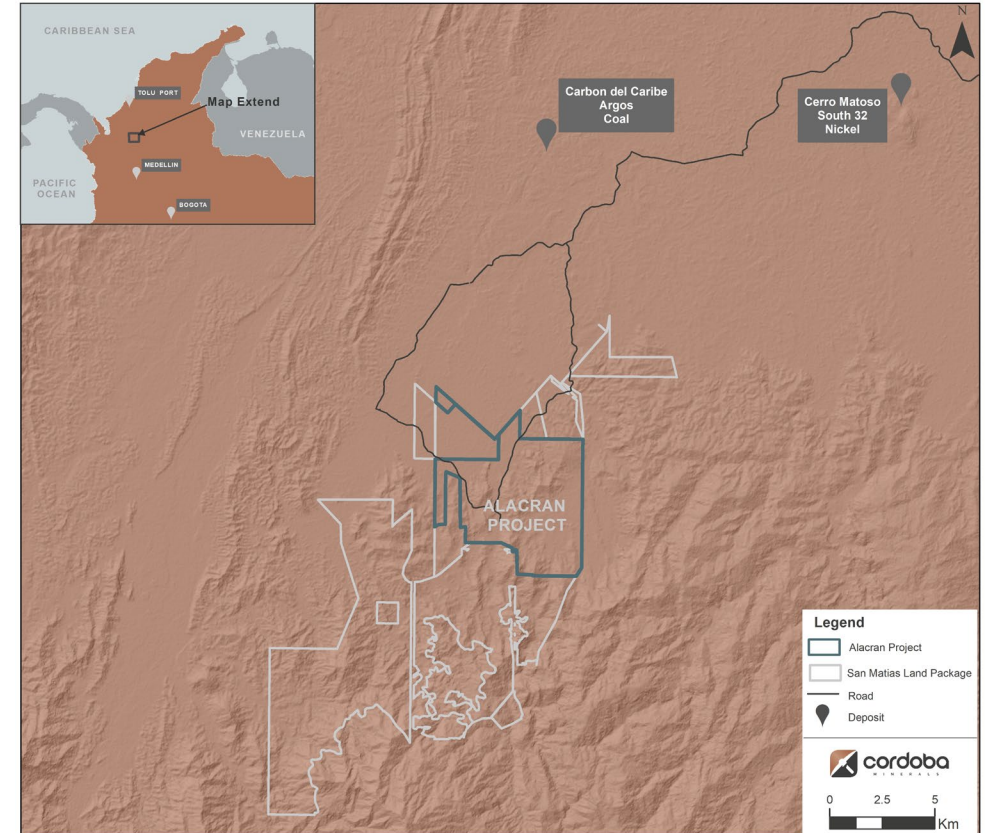 CARIBBEAN SEA
TOLU PORT
Map Extend
VENEZUELA
MEDELLIN
PACIFIC
OCEAN
BOGOTA
N
Carbon del Caribe
Argos
Coal
Cerro Matoso
South 32
Nickel
ALACRAN
PROJECT
Legend
Alacran Project
San Matias Land Package
Road
Deposit
cordoba
MINERALS
0 2.5 5
Km